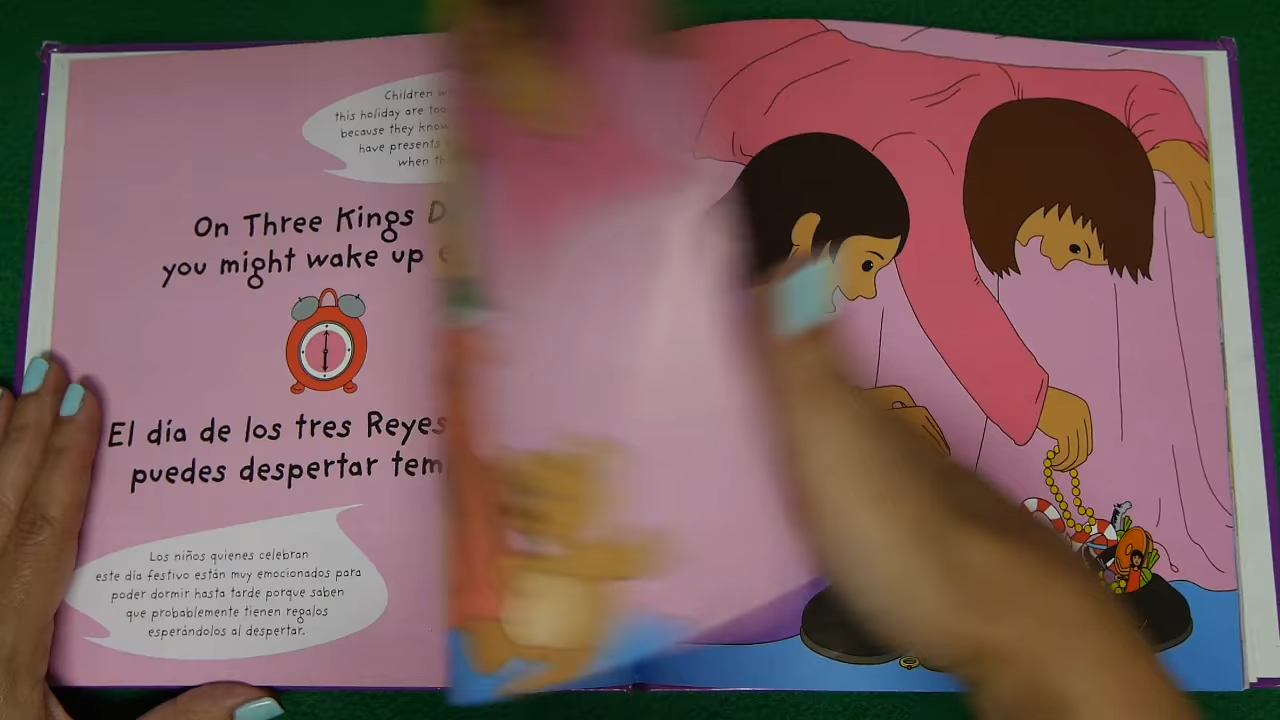 Children
this holiday are too
because they know
have presents
when
On Three Kings
you might wake up
El día de los tres Reyes
puedes despertar
Los niños quienes celebran
este día festivo están muy emocionados para
poder dormir hasta tarde porque saben
que probablemente tienen regalos
esperándolos al despertar.